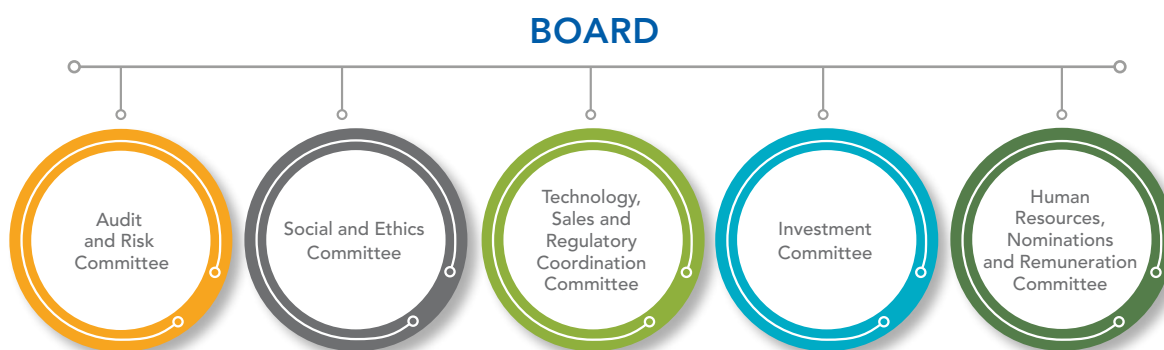 BOARD
Audit
and Risk
Committee
Social and Ethics
Committee
Technology,
Sales and
Regulatory
Coordination
Committee
Investment
Committee
Human
Resources,
Nominations
and Remuneration
Committee